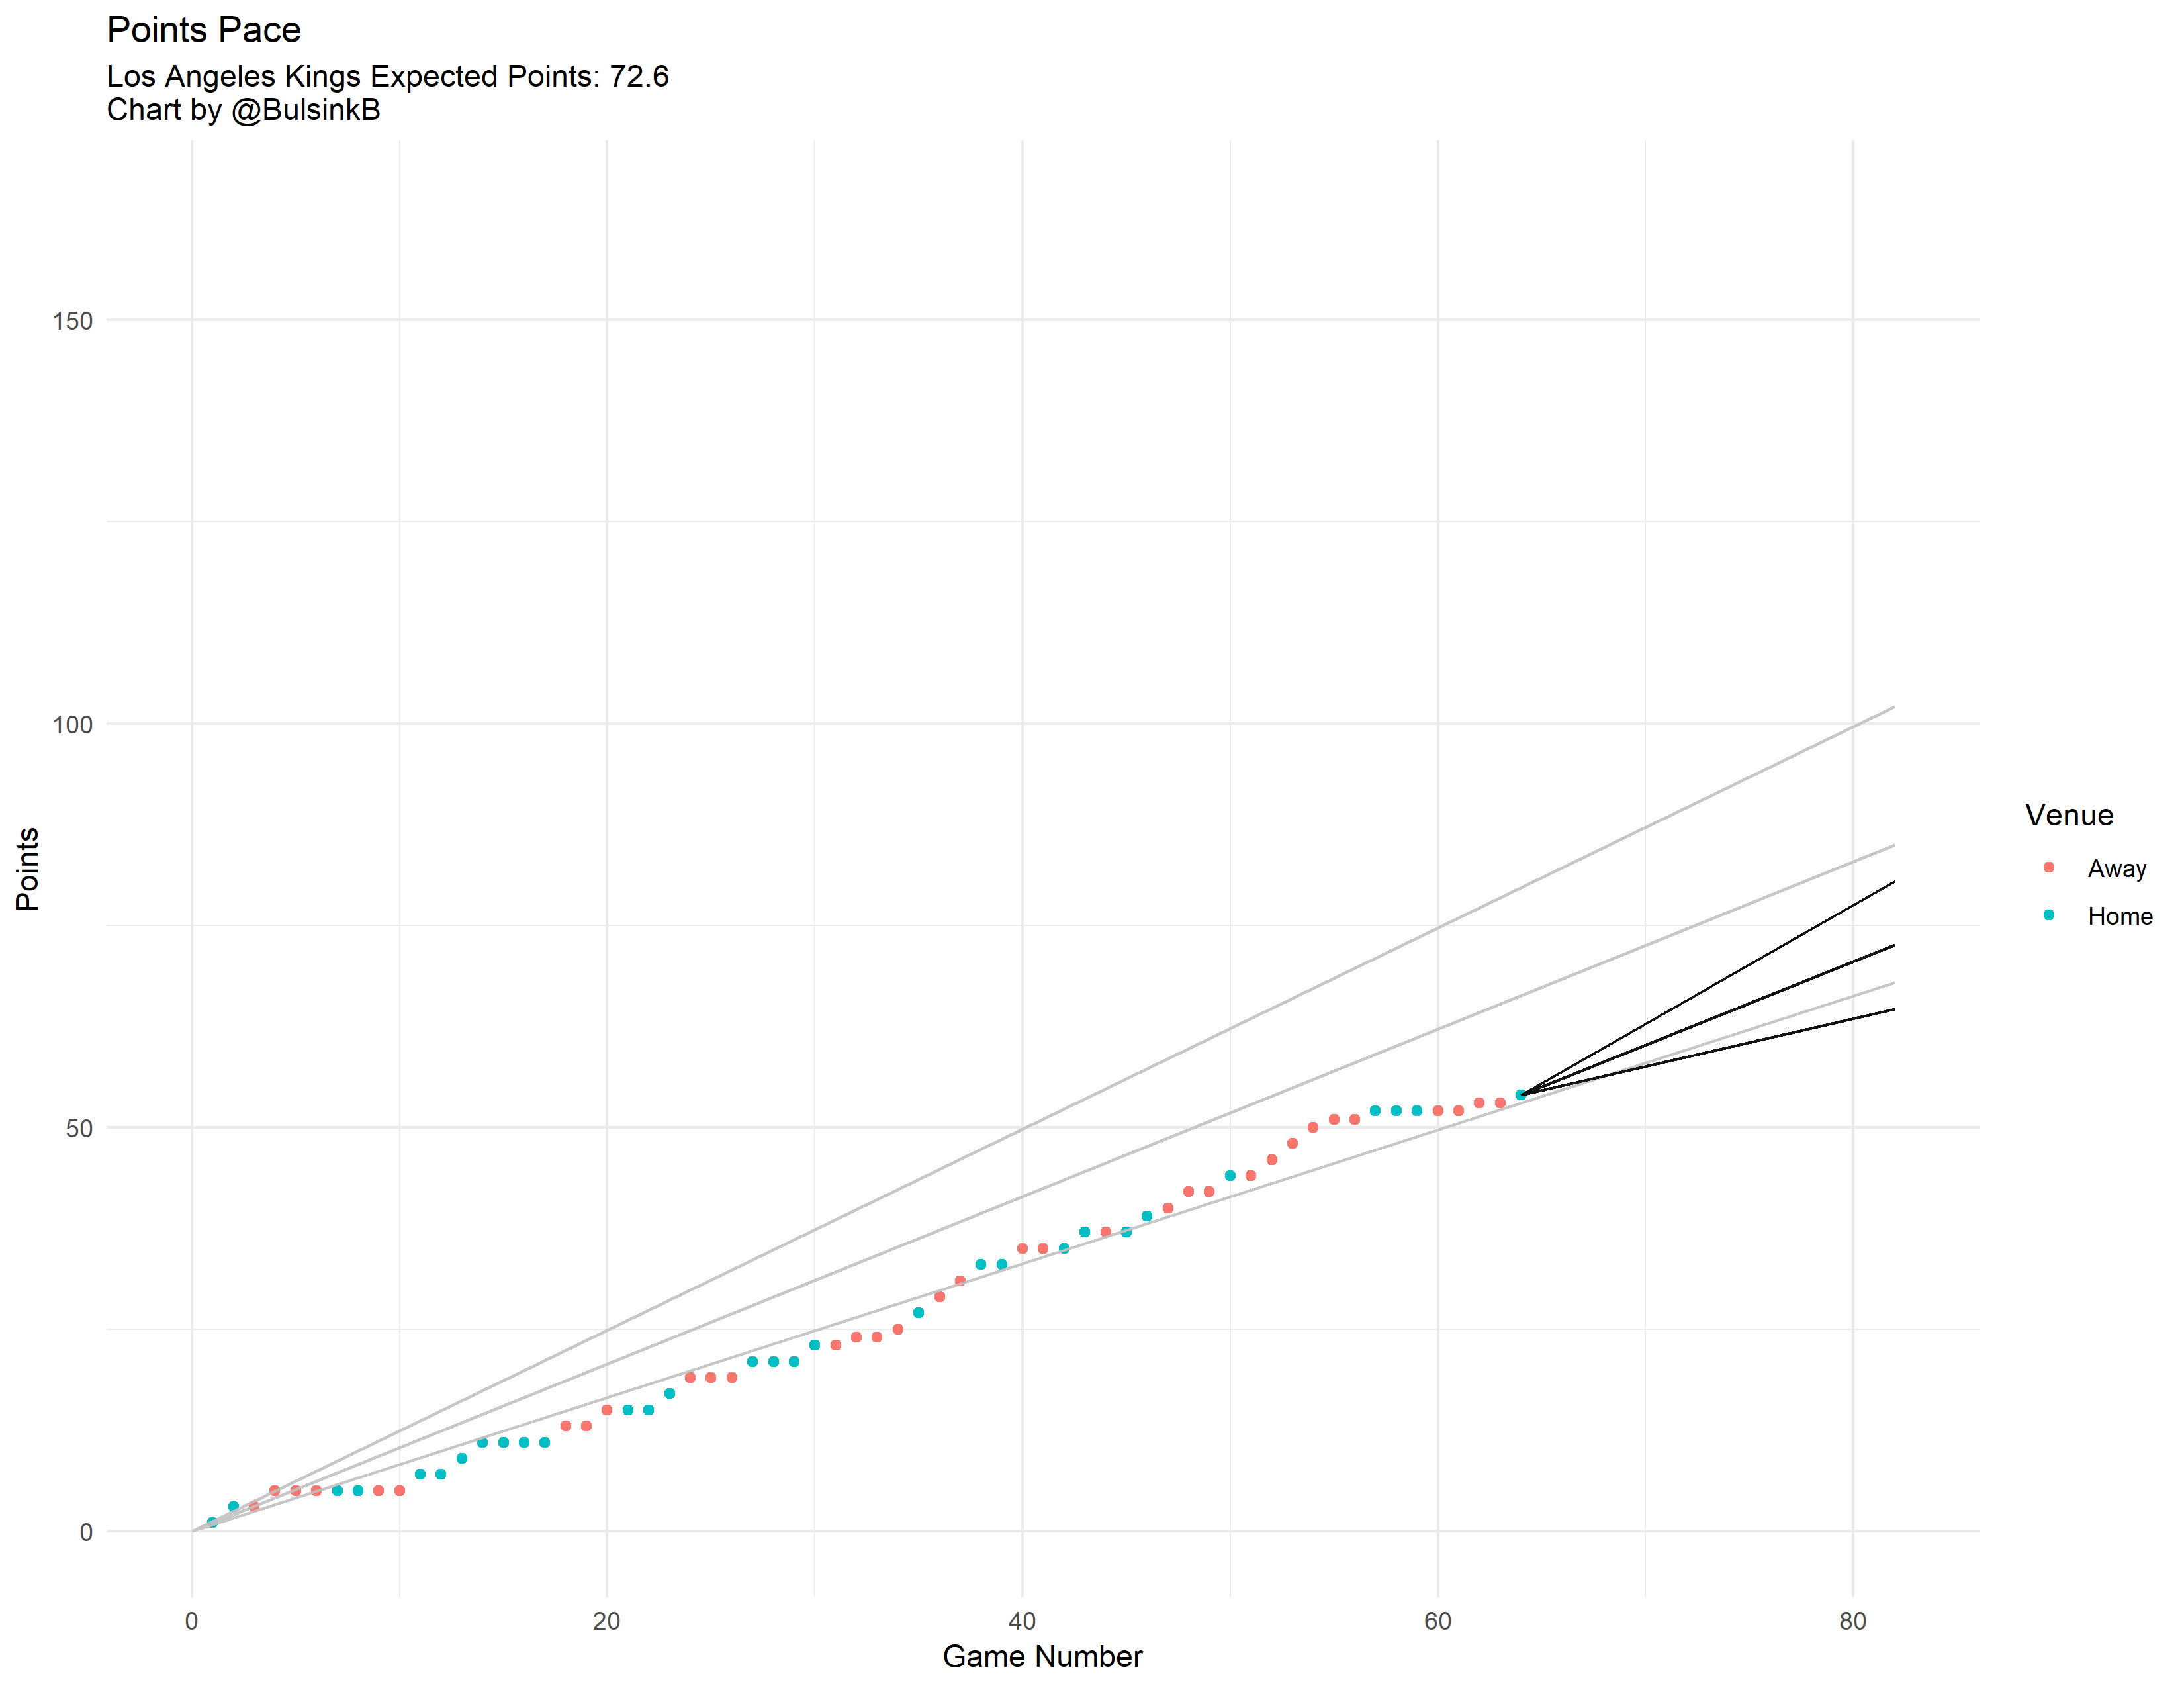 Points Pace
Los Angeles Kings Expected Points: 72.6
Chart by @BulsinkB
150
100
50
0
Points
0 20 40 60 80
Game Number
Venue
Away
Home